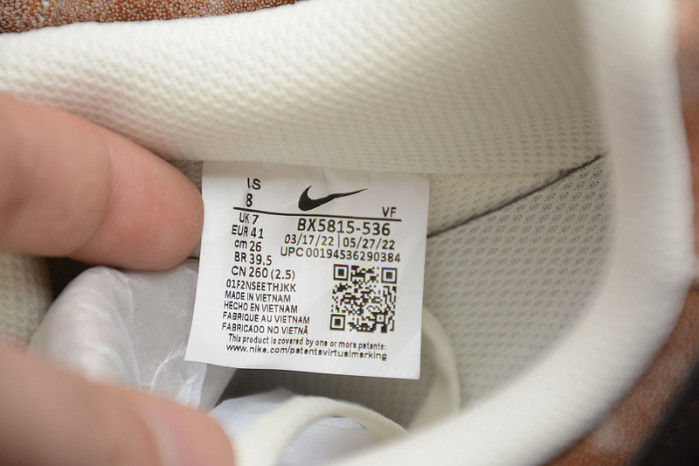 US
8
VF
UK 7
EUR 41
cm 26
BR 39.5
CN 260 (2.5)
BX5815-536
03/17/22 | 05/27/22
UPC 00194536290384
01F2NSEETHJKK
MADE IN VIETNAM
HECHO EN VIETNAM
FABRIQUE AU VIETNAM
FABRICADO NO VIETNÃ
This product is covered by one or more patents:
www.nike.com/patentsvirtualmarking